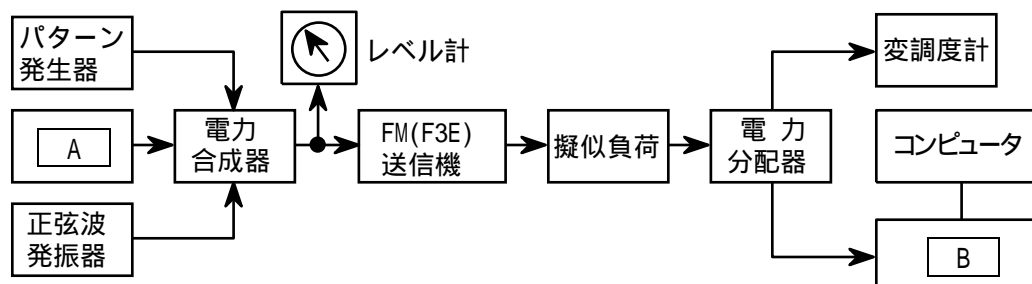 パターン
発生器
A
正弦波
発振器
電力
合成器
レベル計
FM(F3E)
送信機
擬似負荷
電 力
分配器
変調度計
コンピュータ
B